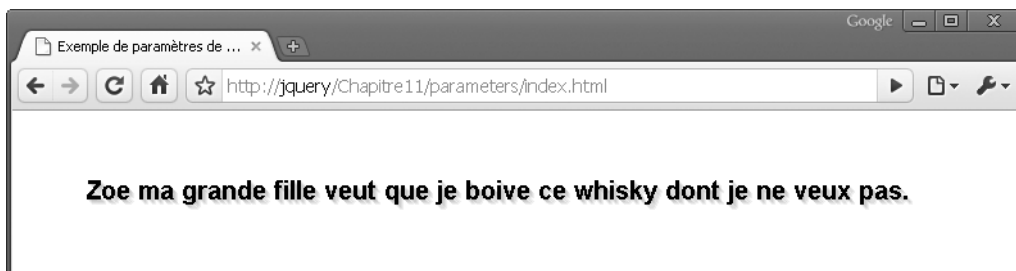 Google
Exemple de paramètres de ...
http://jquery/Chapitre11/parameters/index.html
Zoe ma grande fille veut que je boive ce whisky dont je ne veux pas.